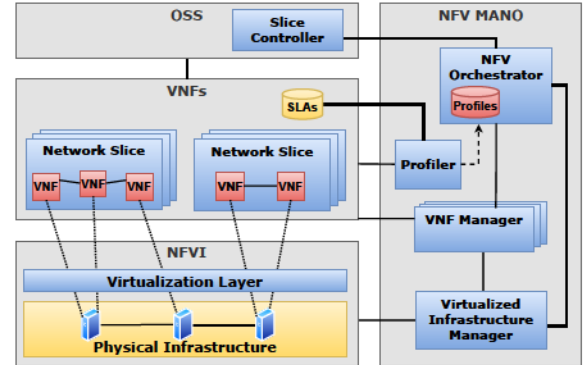 OSS
NFV MANO
Slice
Controller
NFV
Orchestrator
Profiles
VNFs
SLAs
Network Slice
VNF
VNF
VNF
Network Slice
VNF
VNF
Profiler
VNF Manager
NFVI
Virtualization Layer
Physical Infrastructure
Virtualized
Infrastructure
Manager